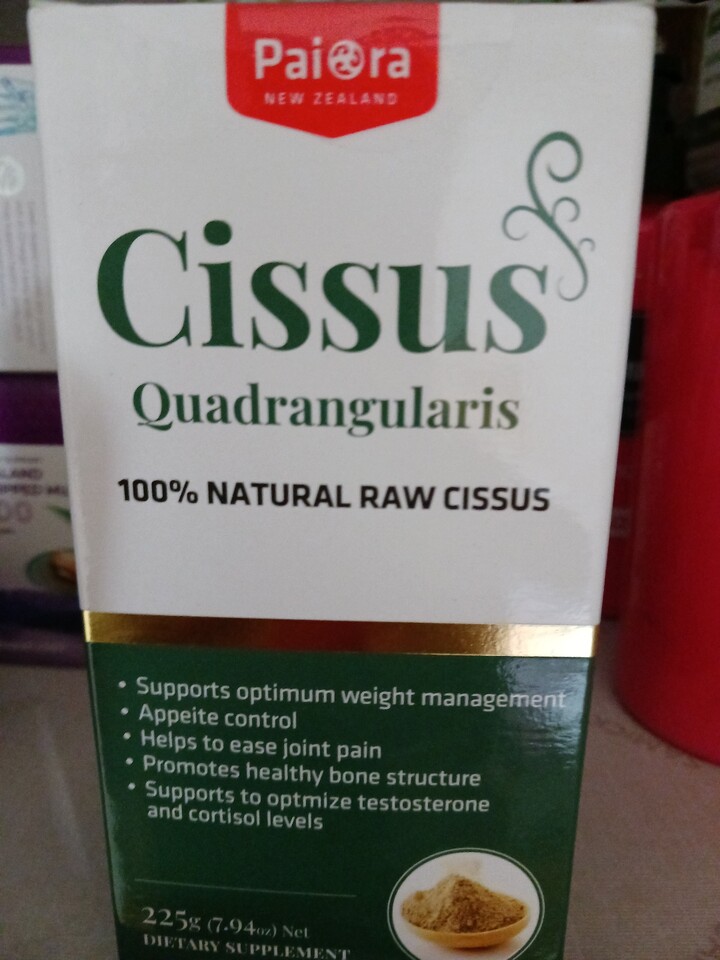 PaiOra
NEW ZEALAND
Cissus
Quadrangularis
100% NATURAL RAW CISSUS
• Supports optimum weight management
• Appeite control
• Helps to ease joint pain
• Promotes healthy bone structure
• Supports to optmize testosterone
and cortisol levels
225g (7.94oz) Net
DIETARY SUPPLEMENT